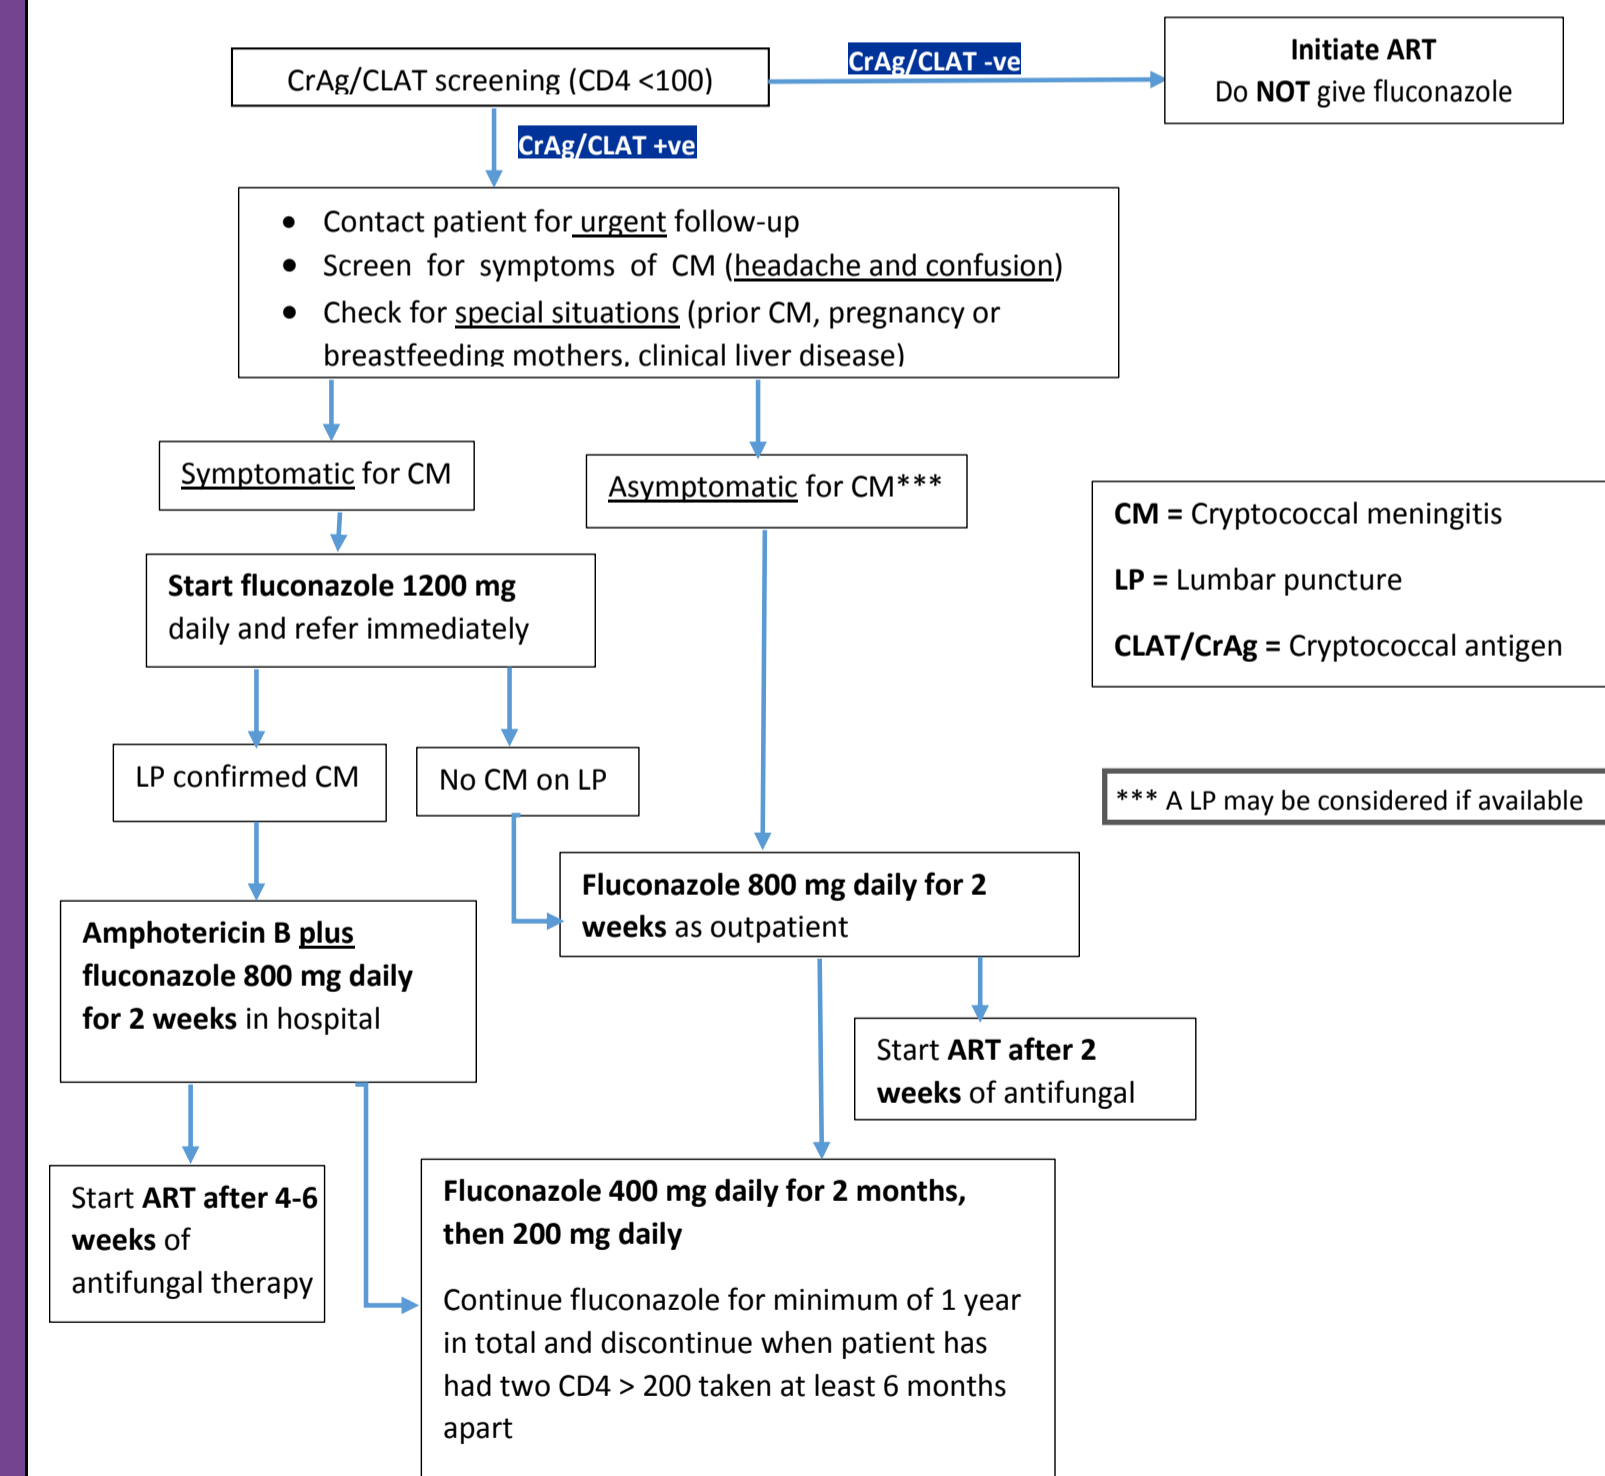 CrAg/CLAT screening (CD4 <100)
CrAg/CLAT -ve
Initiate ART
Do NOT give fluconazole
CrAg/CLAT +ve
• Contact patient for urgent follow-up
• Screen for symptoms of CM (headache and confusion)
• Check for special situations (prior CM, pregnancy or
breastfeeding mothers, clinical liver disease)
Symptomatic for CM
Asymptomatic for CM***
CM = Cryptococcal meningitis
LP = Lumbar puncture
CLAT/CrAg = Cryptococcal antigen
Start fluconazole 1200 mg
daily and refer immediately
LP confirmed CM
No CM on LP
*** A LP may be considered if available
Fluconazole 800 mg daily for 2
weeks as outpatient
Amphotericin B plus
fluconazole 800 mg daily
for 2 weeks in hospital
Start ART after 2
weeks of antifungal
Start ART after 4-6
weeks of
antifungal therapy
Fluconazole 400 mg daily for 2 months,
then 200 mg daily
Continue fluconazole for minimum of 1 year
in total and discontinue when patient has
had two CD4 > 200 taken at least 6 months
apart